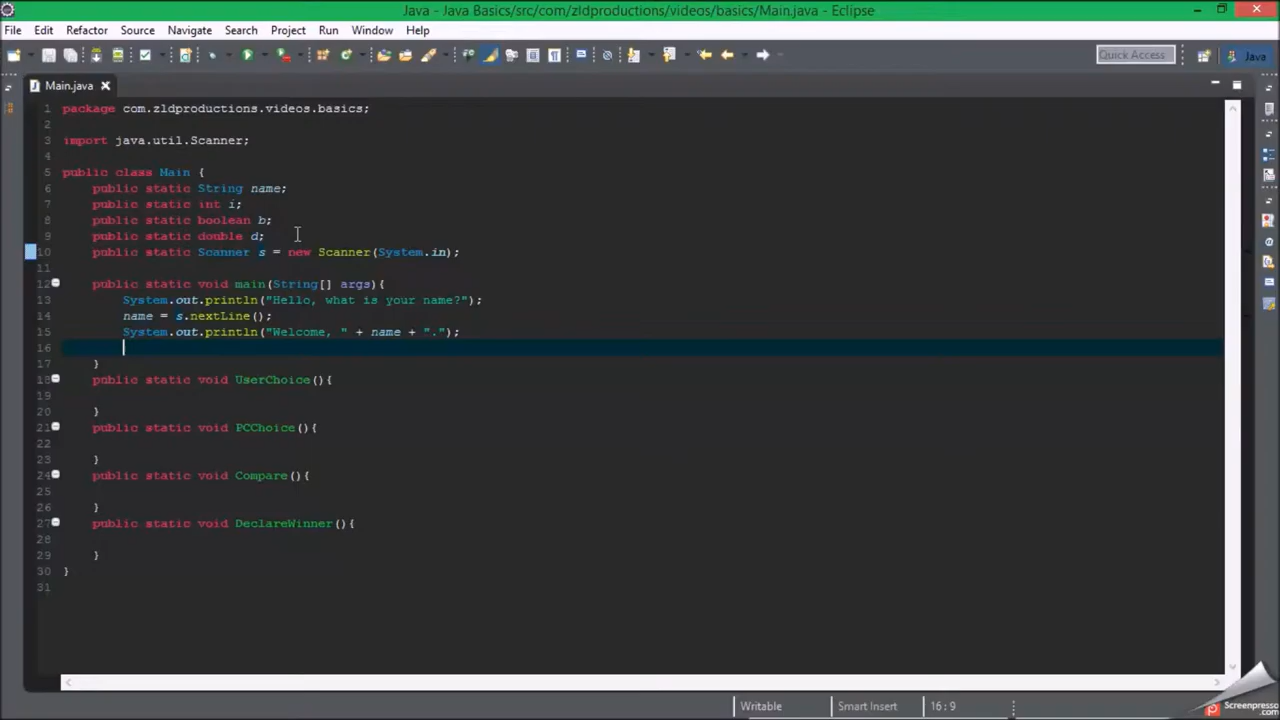 Java - Java Basics/src/com/zldproductions/videos/basics/Main.java - Eclipse
File Edit Refactor Source Navigate Search Project Run Window Help
Quick Access Java
Main.java
1 package com.zldproductions.videos.basics;
2
3 import java.util.Scanner;
4
5 public class Main {
6 public static String name;
7 public static int i;
8 public static boolean b;
9 public static double d;
10 public static Scanner s = new Scanner(System.in);
11
12 public static void main(String[] args){
13 System.out.println("Hello, what is your name?");
14 name = s.nextLine();
15 System.out.println("Welcome, " + name + ".");
16
17 }
18 public static void UserChoice(){
19
20 }
21 public static void PCChoice(){
22
23 }
24 public static void Compare(){
25
26 }
27 public static void DeclareWinner(){
28
29 }
30 }
31
Writable Smart Insert 16 : 9
Screenpresso
.com